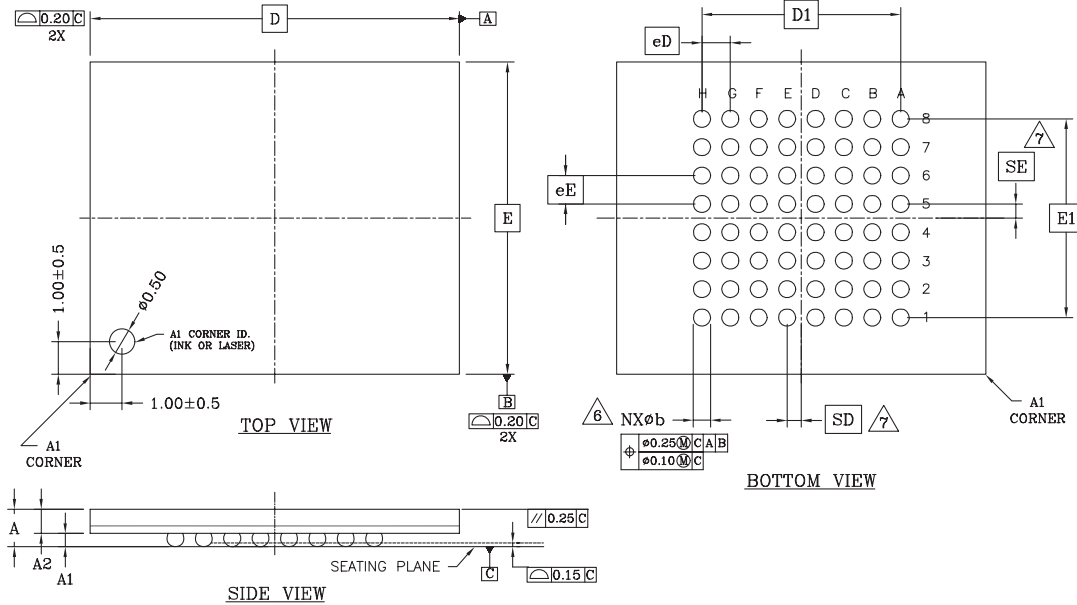 ⌓ 0.20 C
2X
D
A
E
1.00±0.5
ø0.50
A1 CORNER ID.
(INK OR LASER)
1.00±0.5
A1
CORNER
TOP VIEW
B
⌓ 0.20 C
2X
D1
eD
H G F E D C B A
8
7
6
5
4
3
2
1
7
SE
eE
E1
6 NXøb
⌖ ø0.25Ⓜ C A B
ø0.10Ⓜ C
SD 7
A1
CORNER
BOTTOM VIEW
A
A2
A1
// 0.25 C
SEATING PLANE
C
⌓ 0.15 C
SIDE VIEW